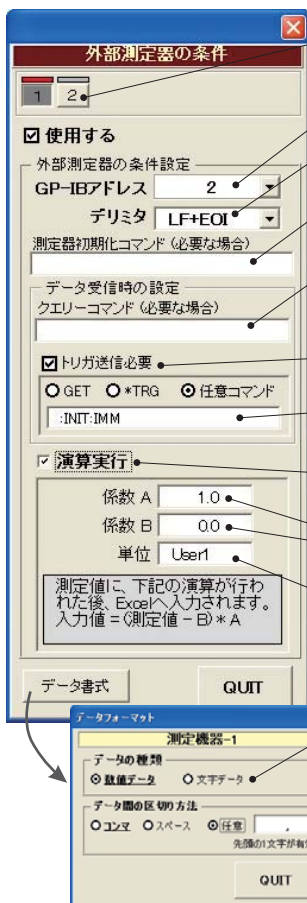 外部測定器の条件
1 2
使用する
外部測定器の条件設定
GP-IBアドレス 2
デリミタ LF+EOI
測定器初期化コマンド (必要な場合)
データ受信時の設定
クエリーコマンド (必要な場合)
トリガ送信必要
GET *TRG 任意コマンド
:INIT:IMM
演算実行
係数 A 1.0
係数 B 0.0
単位 User1
測定値に、下記の演算が行わ
れた後、Excelへ入力されます。
入力値 = (測定値 - B) * A
データ書式 QUIT
データフォーマット
測定機器-1
データの種類
数値データ 文字データ
データ間の区切り方法
コンマ スペース 任意 ,
先頭の1文字が有効
QUIT